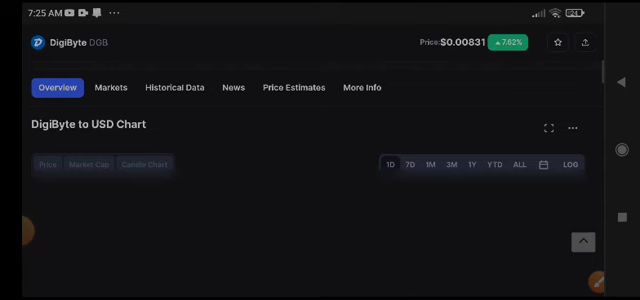 7:25 AM
24
DigiByte DGB
Price:$0.00831 7.62%
Overview Markets Historical Data News Price Estimates More Info
DigiByte to USD Chart
Price Market Cap Candle Chart
1D 7D 1M 3M 1Y YTD ALL LOG